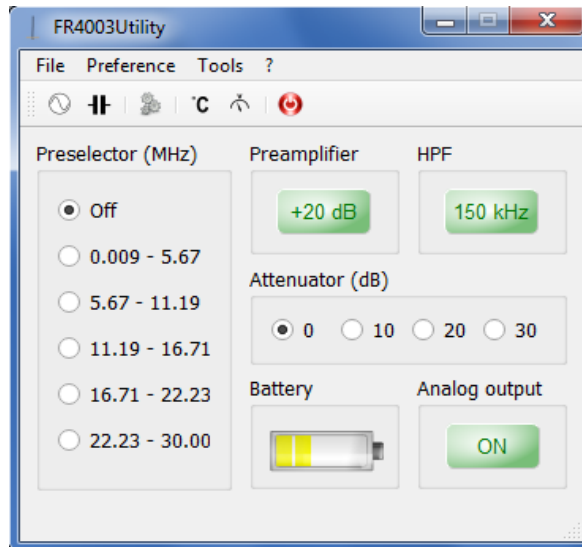 FR4003Utility
File Preference Tools ?
°C
Preselector (MHz)
Off
0.009 - 5.67
5.67 - 11.19
11.19 - 16.71
16.71 - 22.23
22.23 - 30.00
Preamplifier
+20 dB
HPF
150 kHz
Attenuator (dB)
0 10 20 30
Battery
Analog output
ON